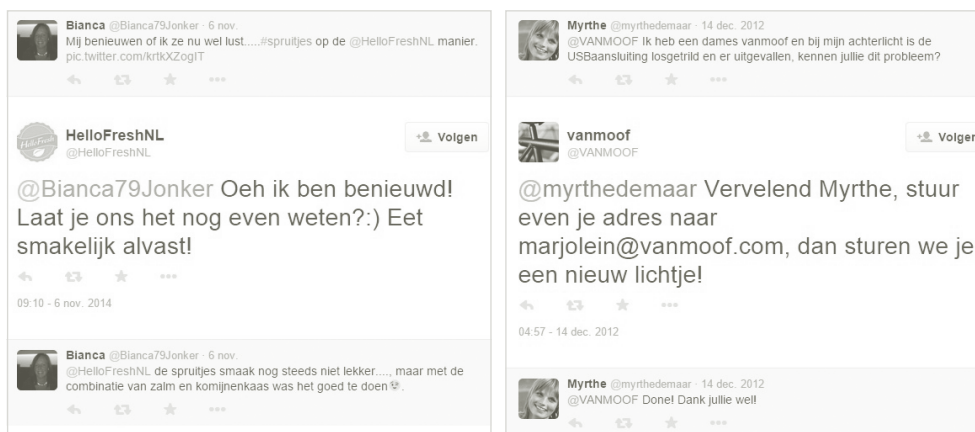 Bianca @Bianca79Jonker · 6 nov.
Mij benieuwen of ik ze nu wel lust.....#spruitjes op de @HelloFreshNL manier.
pic.twitter.com/krtkXZogIT
HelloFresh
HelloFreshNL
@HelloFreshNL
Volgen
@Bianca79Jonker Oeh ik ben benieuwd!
Laat je ons het nog even weten?:) Eet
smakelijk alvast!
09:10 - 6 nov. 2014
Bianca @Bianca79Jonker · 6 nov.
@HelloFreshNL de spruitjes smaak nog steeds niet lekker...., maar met de
combinatie van zalm en komijnenkaas was het goed te doen.
Myrthe @myrthedemaar · 14 dec. 2012
@VANMOOF Ik heb een dames vanmoof en bij mijn achterlicht is de
USBaansluiting losgetrild en er uitgevallen, kennen jullie dit probleem?
vanmoof
@VANMOOF
Volgen
@myrthedemaar Vervelend Myrthe, stuur
even je adres naar
marjolein@vanmoof.com, dan sturen we je
een nieuw lichtje!
04:57 - 14 dec. 2012
Myrthe @myrthedemaar · 14 dec. 2012
@VANMOOF Done! Dank jullie wel!